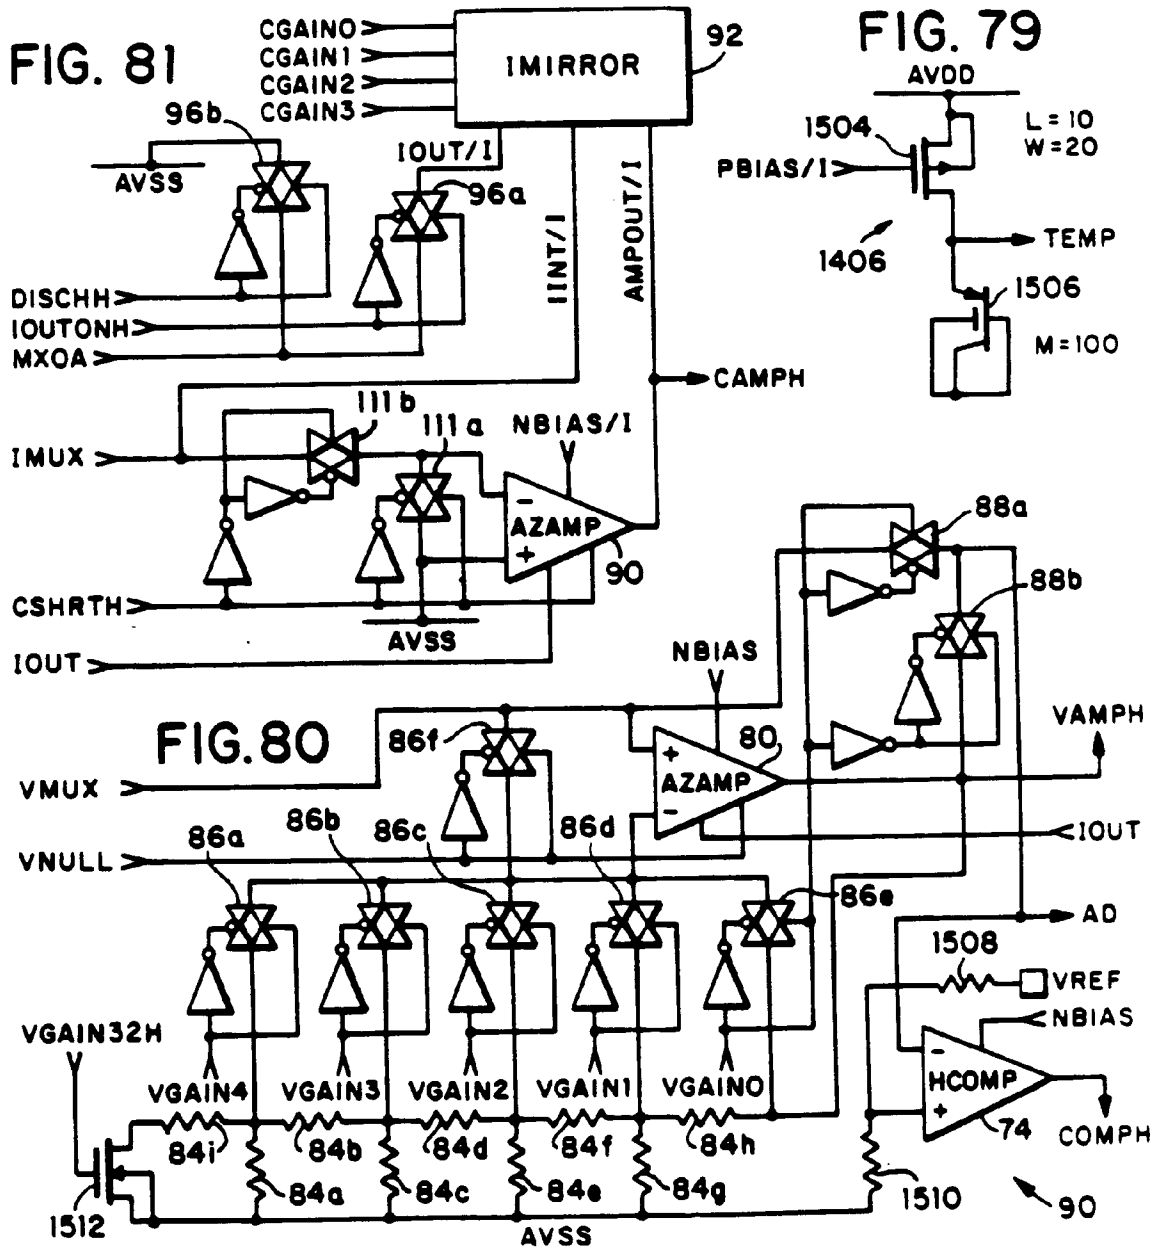 FIG. 81
CGAIN0
CGAIN1
CGAIN2
CGAIN3
IMIRROR
92
96b
AVSS
IOUT/I
96a
IINT/I
AMPOUT/I
DISCHH
IOUTONH
MXOA
CAMPH
IMUX
111b
111a
NBIAS/I
-
AZAMP
+
90
CSHRTH
AVSS
IOUT
FIG. 79
AVDD
1504
L=10
W=20
PBIAS/I
1406
TEMP
1506
M=100
FIG. 80
88a
88b
NBIAS
VAMPH
86f
80
+
AZAMP
-
VMUX
IOUT
VNULL
86a
86b
86c
86d
86e
AD
1508
VREF
NBIAS
VGAIN32H
VGAIN4
VGAIN3
VGAIN2
VGAIN1
VGAIN0
-
HCOMP
+
74
COMPH
84i
84b
84d
84f
84h
84a
84c
84e
84g
1510
1512
AVSS
90